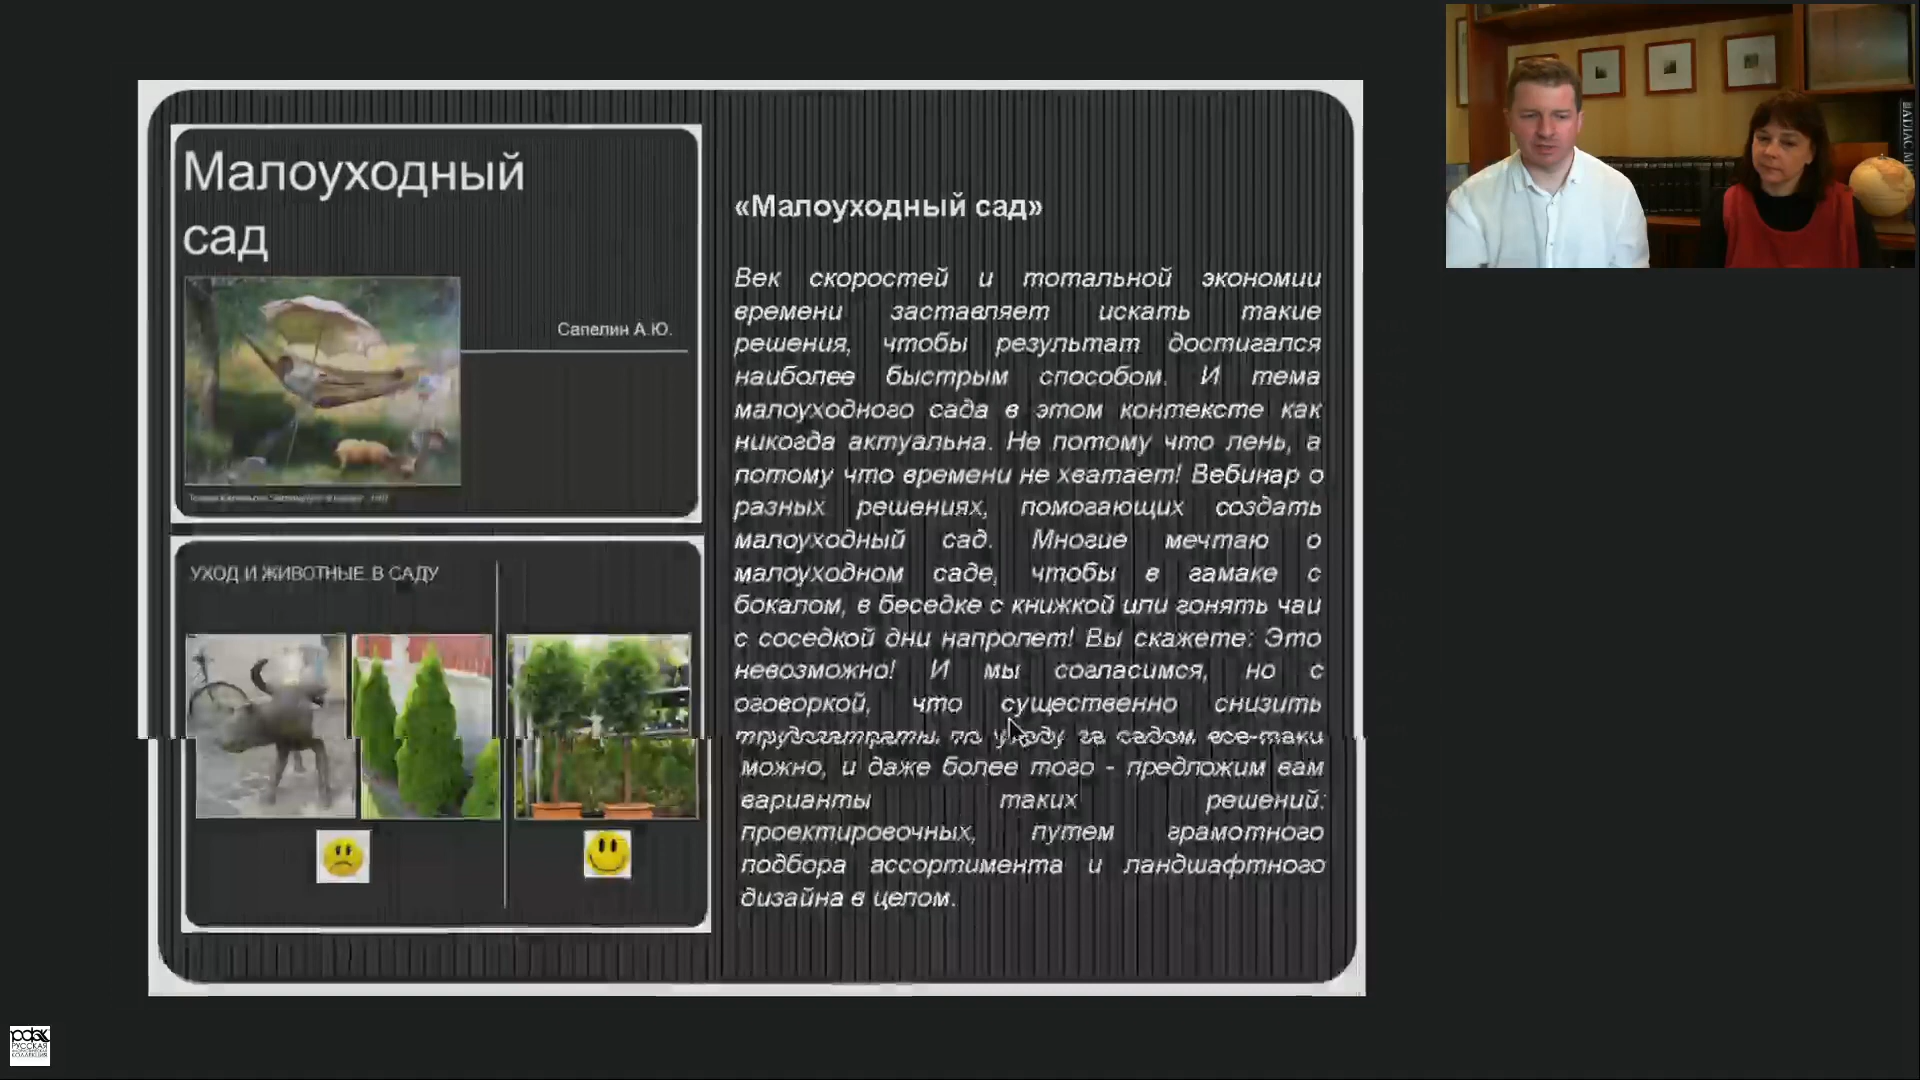 Малоуходный
сад
Сапелин А.Ю.
УХОД И ЖИВОТНЫЕ В САДУ
«Малоуходный сад»
Век скоростей и тотальной экономии
времени заставляет искать такие
решения, чтобы результат достигался
наиболее быстрым способом. И тема
малоуходного сада в этом контексте как
никогда актуальна. Не потому что лень, а
потому что времени не хватает! Вебинар о
разных решениях, помогающих создать
малоуходный сад. Многие мечтаю о
малоуходном саде, чтобы в гамаке с
бокалом, в беседке с книжкой или гонять чаи
с соседкой дни напролет! Вы скажете: Это
невозможно! И мы согласимся, но с
оговоркой, что существенно снизить
трудозатраты по уходу за садом все-таки
можно, и даже более того - предложим вам
варианты таких решений:
проектировочных, путем грамотного
подбора ассортимента и ландшафтного
дизайна в целом.
РУССКАЯ
КОЛЛЕКЦИЯ